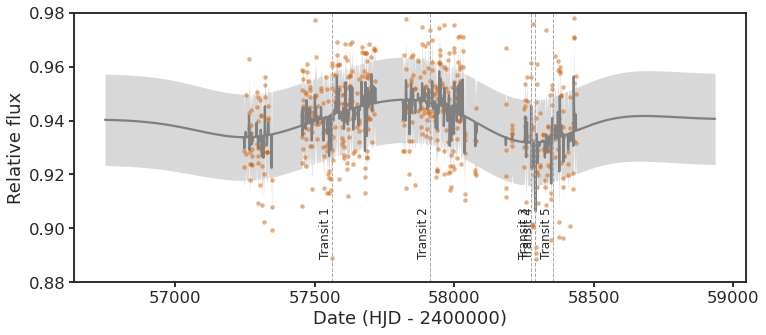 0.98
0.96
0.94
0.92
0.90
0.88
Relative flux
Transit 1
Transit 2
Transit 3
Transit 4
Transit 5
57000
57500
58000
58500
59000
Date (HJD - 2400000)